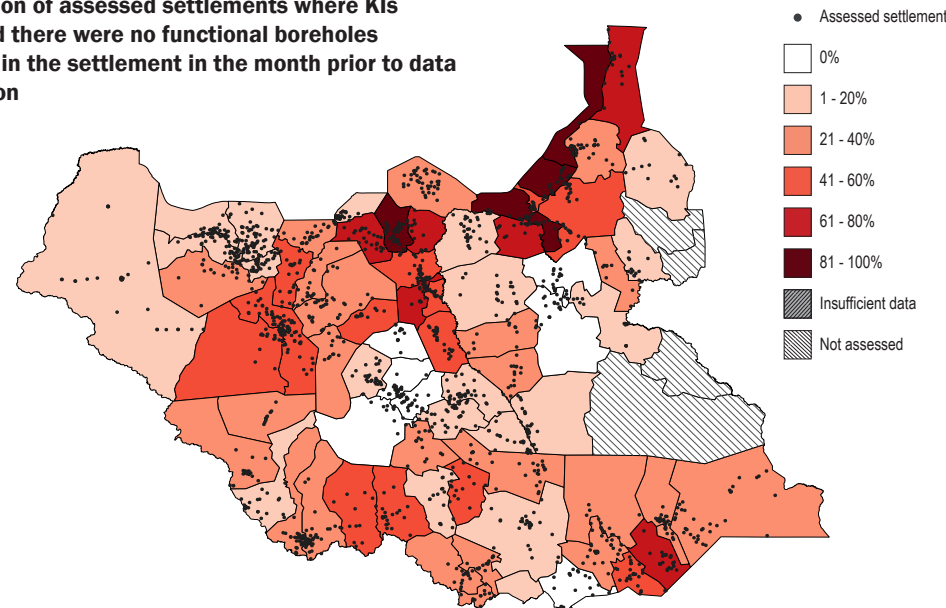 ion of assessed settlements where KIs
d there were no functional boreholes
in the settlement in the month prior to data
on
Assessed settlement
0%
1 - 20%
21 - 40%
41 - 60%
61 - 80%
81 - 100%
Insufficient data
Not assessed